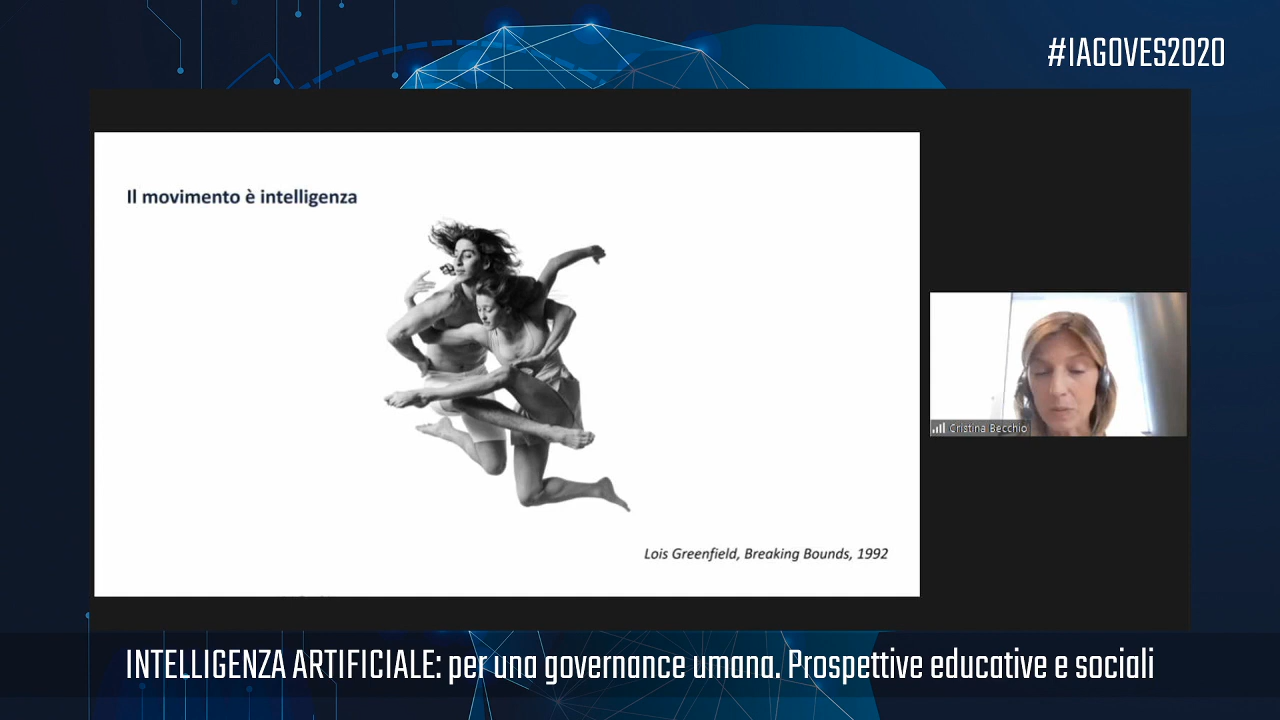 #IAGOVES2020
Il movimento è intelligenza
Lois Greenfield, Breaking Bounds, 1992
Cristina Becchio
INTELLIGENZA ARTIFICIALE: per una governance umana. Prospettive educative e sociali